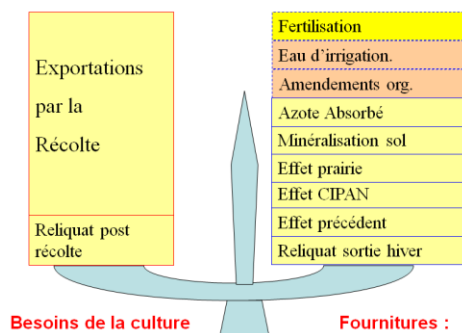 Exportations
par la
Récolte
Reliquat post
récolte
Fertilisation
Eau d'irrigation.
Amendements org.
Azote Absorbé
Minéralisation sol
Effet prairie
Effet CIPAN
Effet précédent
Reliquat sortie hiver
Besoins de la culture
Fournitures :